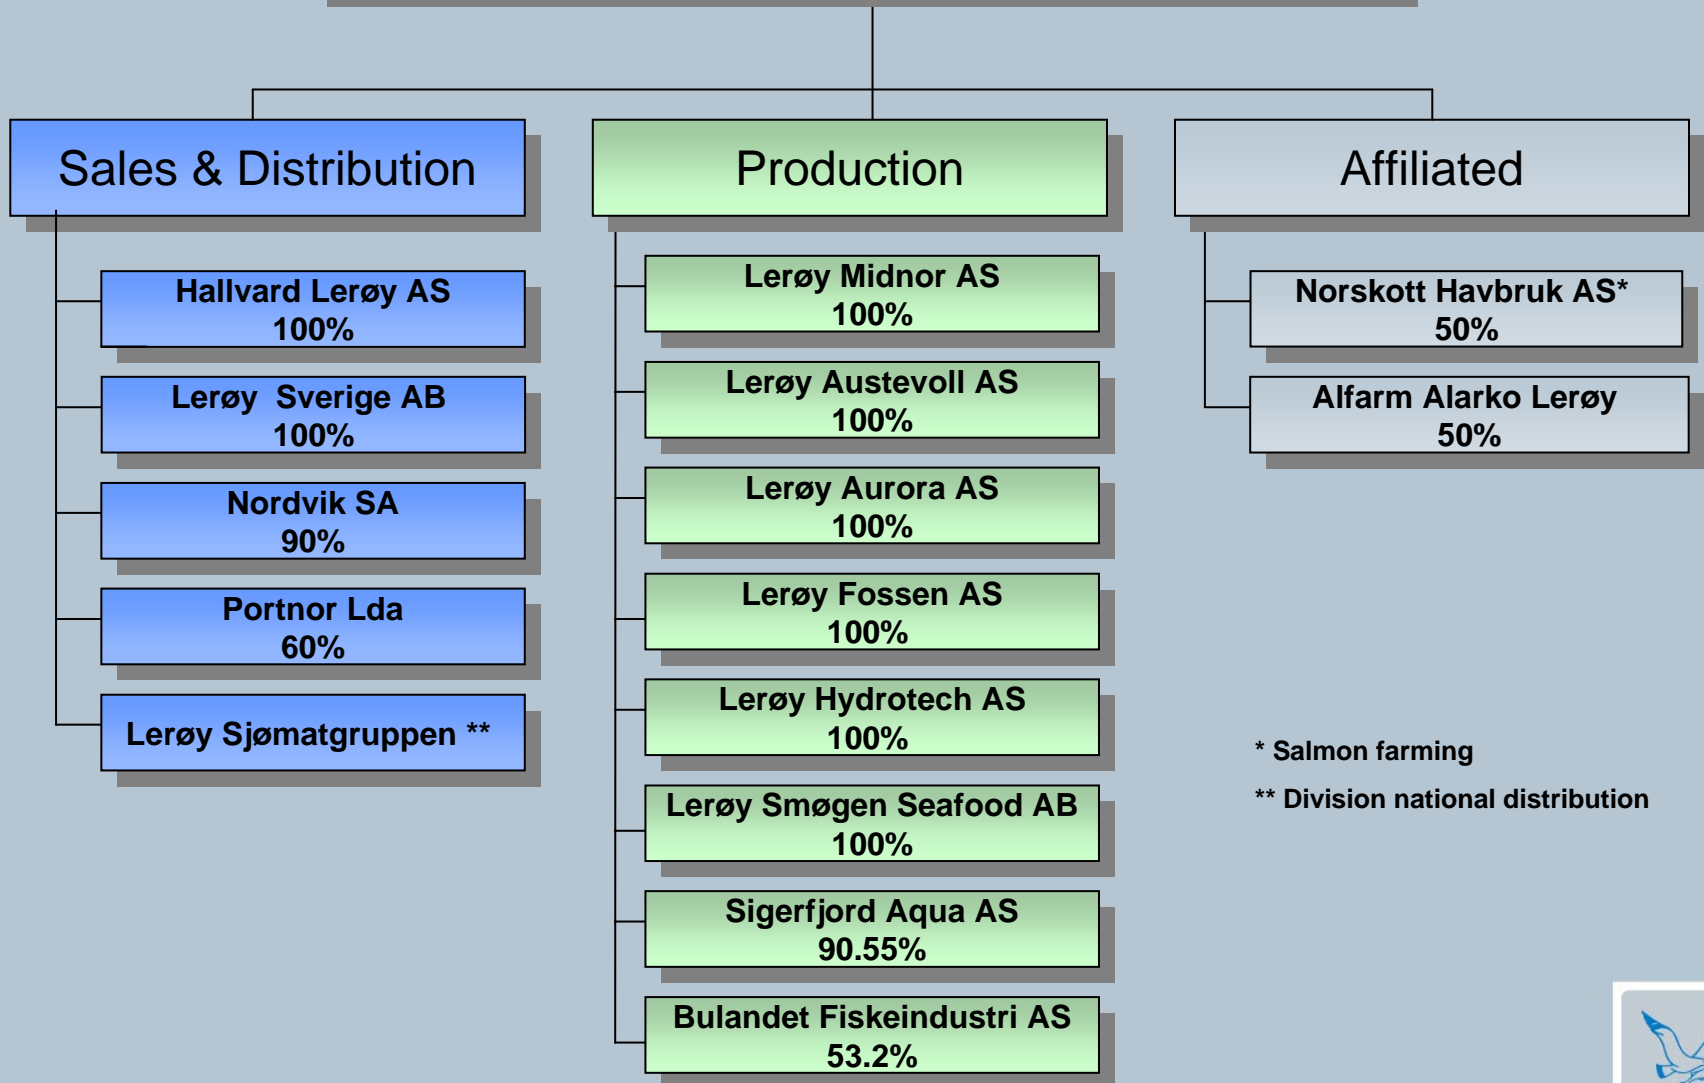 Sales & Distribution
Hallvard Lerøy AS
100%
Lerøy Sverige AB
100%
Nordvik SA
90%
Portnor Lda
60%
Lerøy Sjømatgruppen **
Production
Lerøy Midnor AS
100%
Lerøy Austevoll AS
100%
Lerøy Aurora AS
100%
Lerøy Fossen AS
100%
Lerøy Hydrotech AS
100%
Lerøy Smøgen Seafood AB
100%
Sigerfjord Aqua AS
90.55%
Bulandet Fiskeindustri AS
53.2%
Affiliated
Norskott Havbruk AS*
50%
Alfarm Alarko Lerøy
50%
* Salmon farming
** Division national distribution